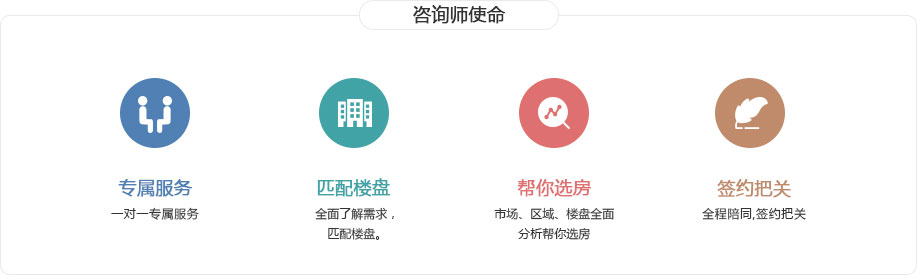 咨询师使命
专属服务
一对一专属服务
匹配楼盘
全面了解需求，
匹配楼盘。
帮你选房
市场、区域、楼盘全面
分析帮你选房
签约把关
全程陪同,签约把关